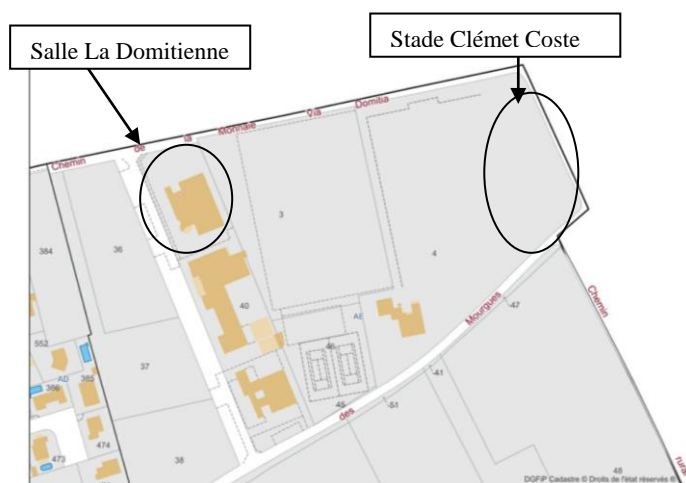 Salle La Domitienne
Stade Clémet Coste
Chemin de la Monnaie Via Domitia
384
36
3
4
552
40
AE
Mourgues
Chemin
47
37
AD
46
386
385
41
45
51
des
474
473
38
48
rural
DGFiP Cadastre © Droits de l'état réservés ®